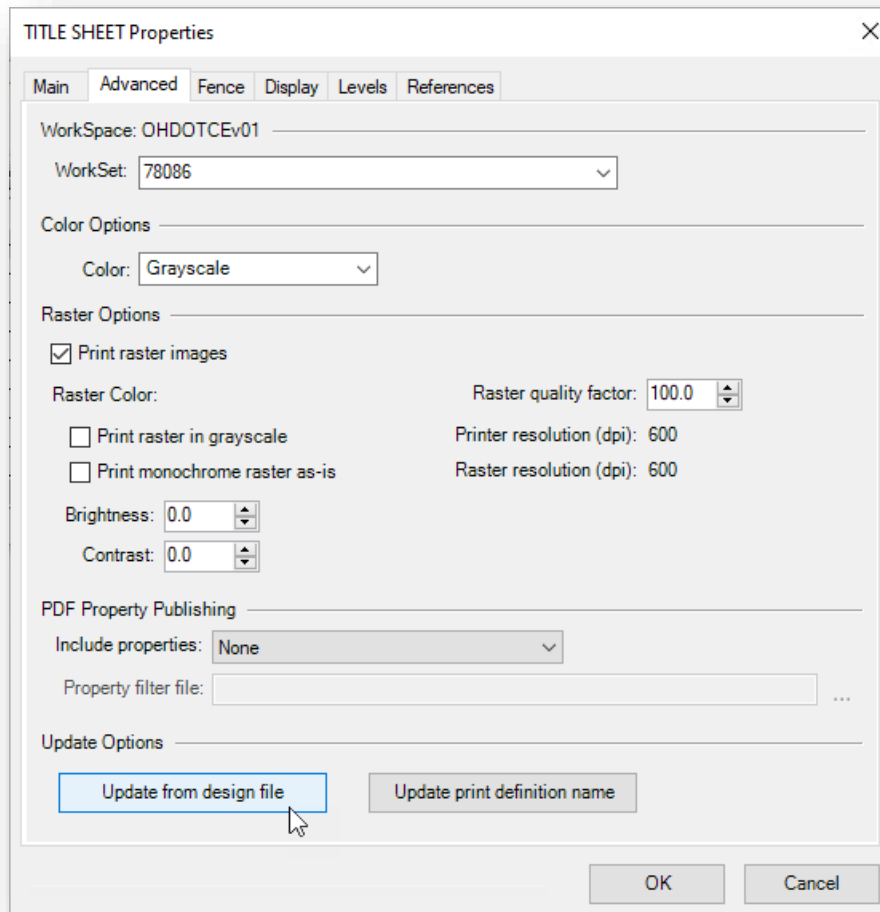 TITLE SHEET Properties
Main Advanced Fence Display Levels References
WorkSpace: OHDOTCEv01
WorkSet: 78086
Color Options
Color: Grayscale
Raster Options
Print raster images
Raster Color: Raster quality factor: 100.0
Print raster in grayscale Printer resolution (dpi): 600
Print monochrome raster as-is Raster resolution (dpi): 600
Brightness: 0.0
Contrast: 0.0
PDF Property Publishing
Include properties: None
Property filter file: ...
Update Options
Update from design file Update print definition name
OK Cancel